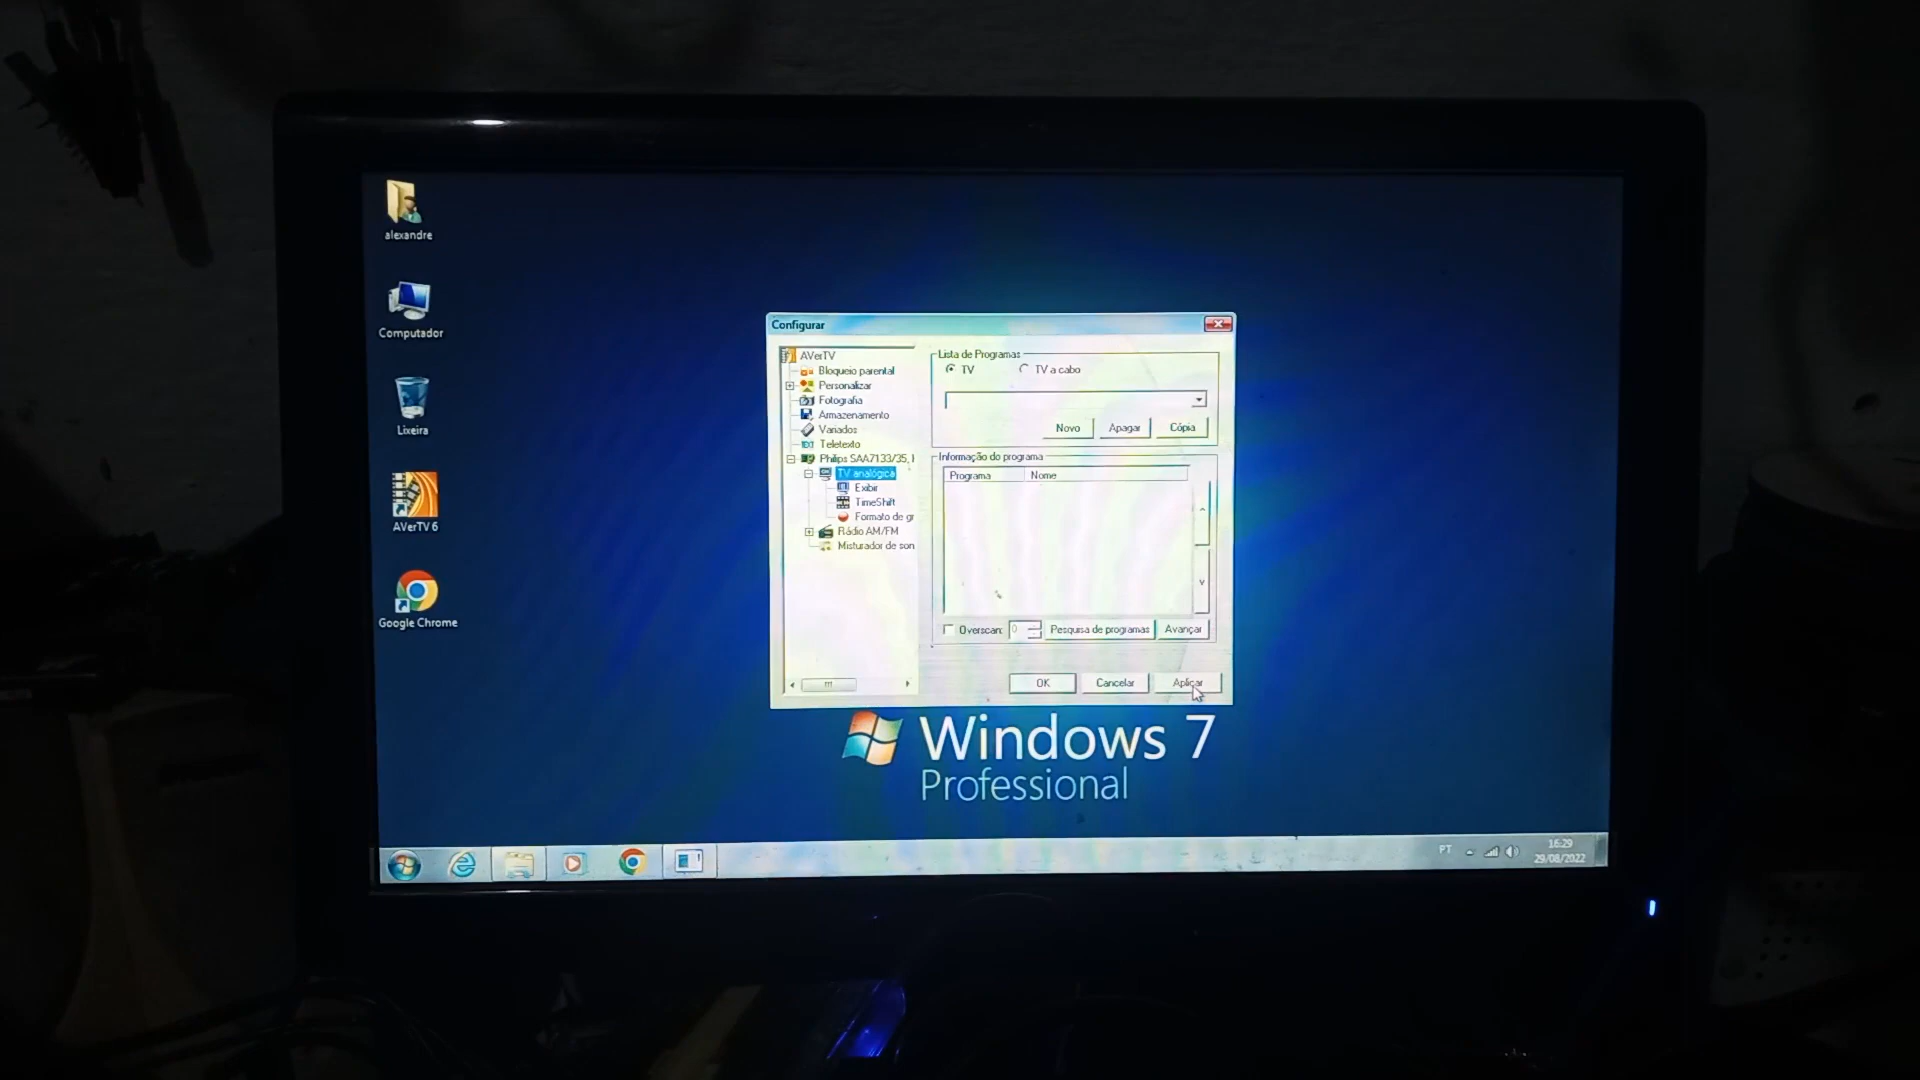 alexandre
Computador
Lixeira
AVerTV 6
Google Chrome
Configurar
AVerTV
Bloqueio parental
Personalizar
Fotografia
Armazenamento
Variados
TEXT Teletexto
Philips SAA7133/35,
TV analógica
Exibir
TimeShift
Formato de gr
Rádio AM/FM
Misturador de son
Lista de Programas
TV
TV a cabo
Novo
Apagar
Cópia
Informação do programa
Programa
Nome
Overscan:
0
Pesquisa de programas
Avançar
OK
Cancelar
Aplicar
Windows 7
Professional
PT
16:29
29/08/2022